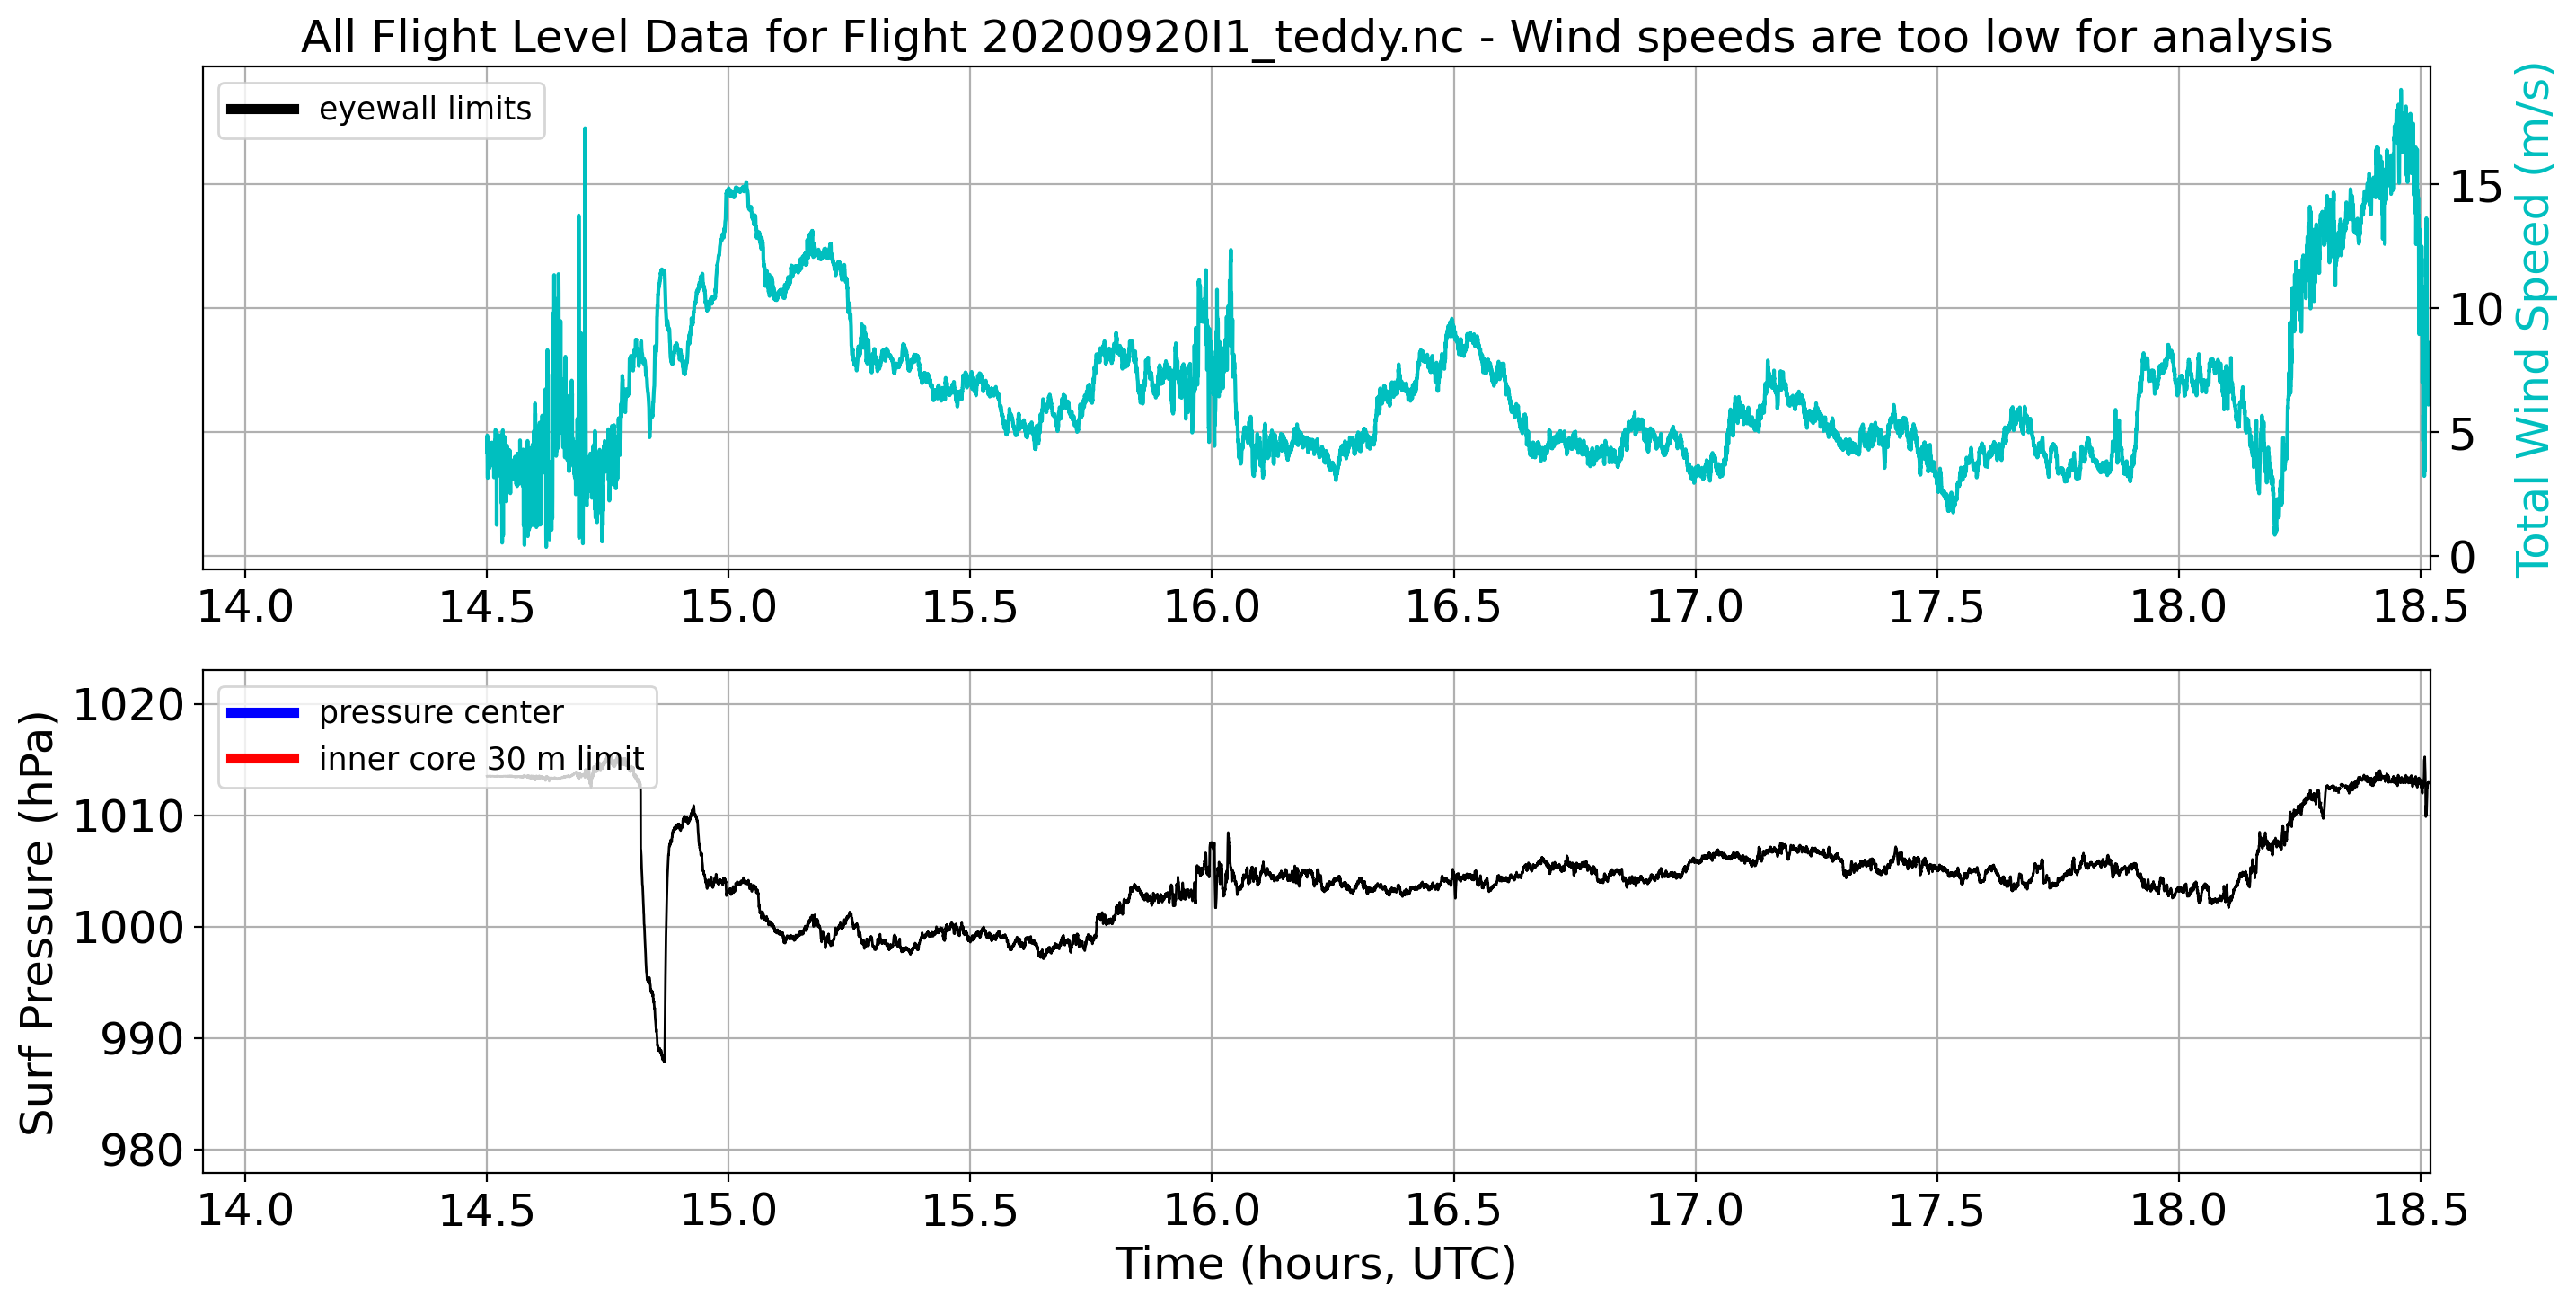 All Flight Level Data for Flight 20200920I1_teddy.nc - Wind speeds are too low for analysis
eyewall limits
15
10
5
0
Total Wind Speed (m/s)
14.0 14.5 15.0 15.5 16.0 16.5 17.0 17.5 18.0 18.5
pressure center
inner core 30 m limit
1020
1010
1000
990
980
Surf Pressure (hPa)
14.0 14.5 15.0 15.5 16.0 16.5 17.0 17.5 18.0 18.5
Time (hours, UTC)